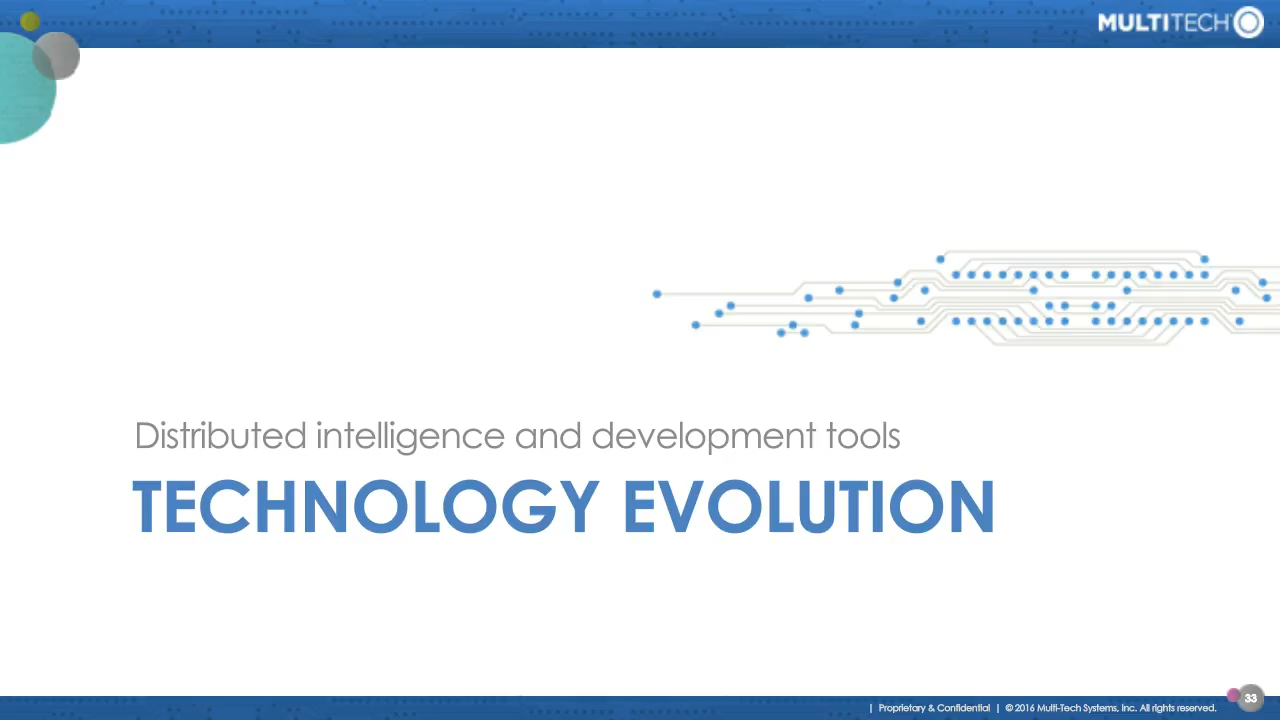 MULTITECH
Distributed intelligence and development tools
TECHNOLOGY EVOLUTION
| Proprietary & Confidential | © 2016 Multi-Tech Systems, Inc. All rights reserved.
33